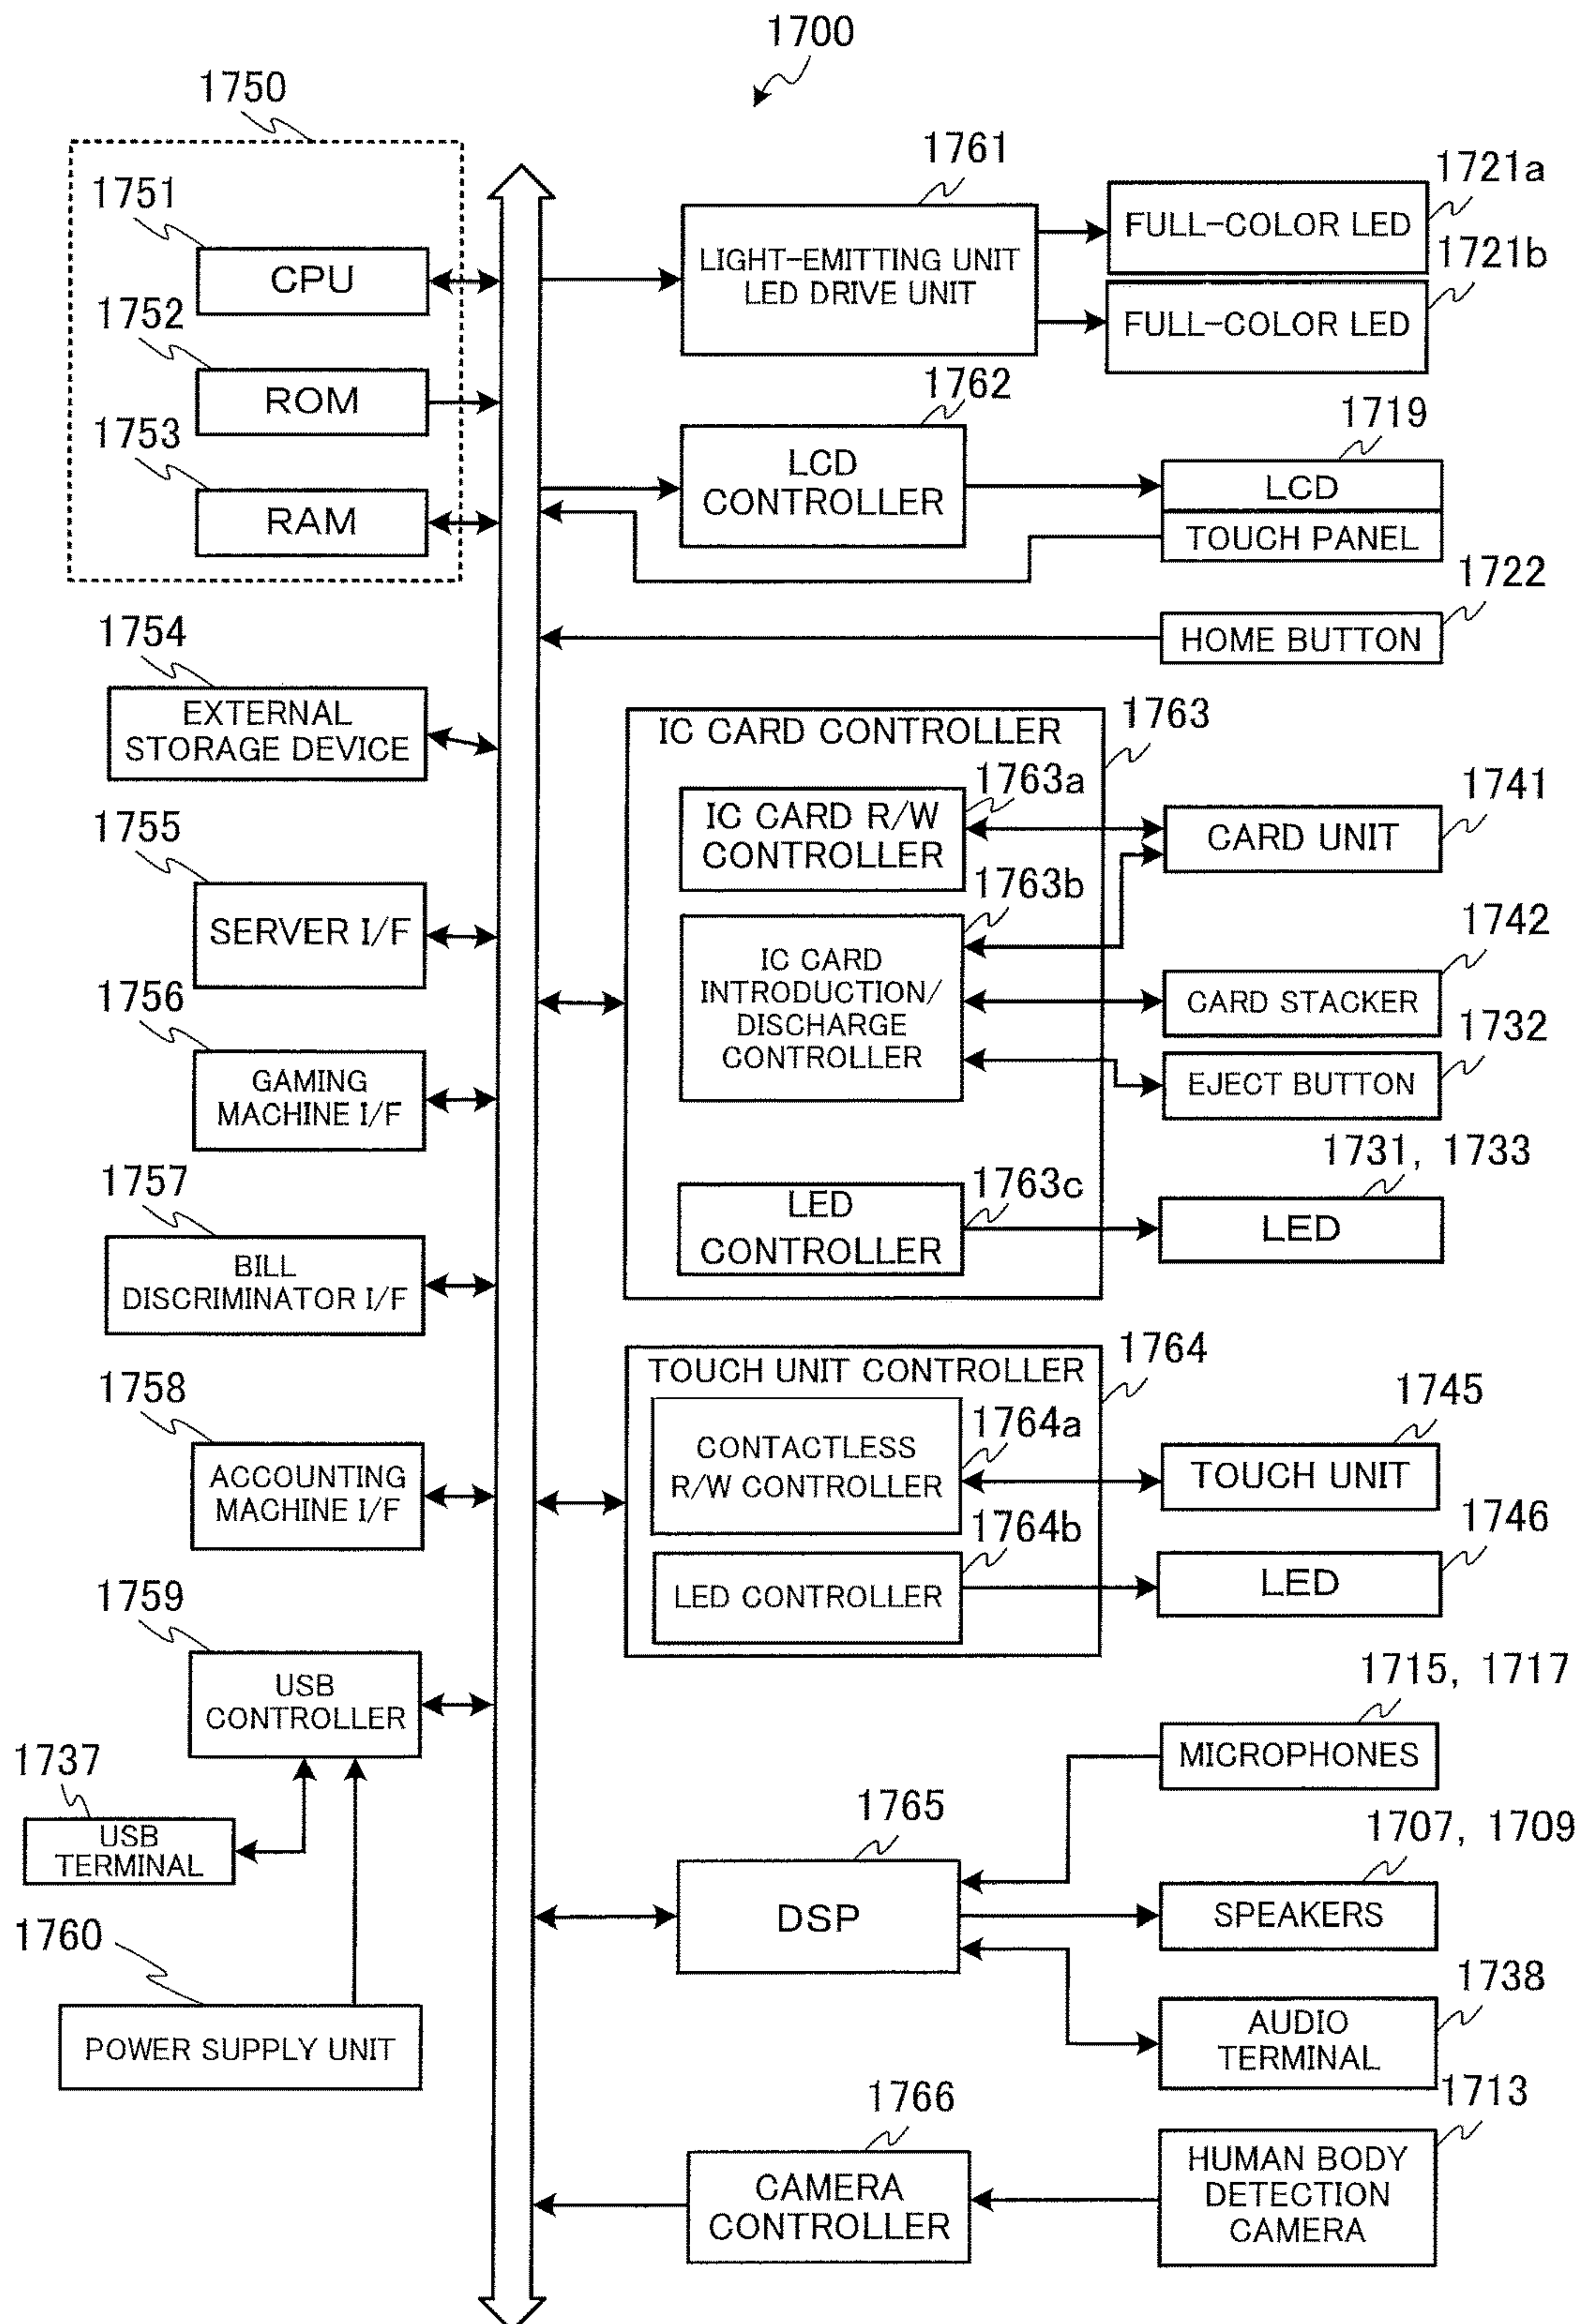 1700
1750
1751
CPU
1752
ROM
1753
RAM
1754
EXTERNAL
STORAGE DEVICE
1755
SERVER I/F
1756
GAMING
MACHINE I/F
1757
BILL
DISCRIMINATOR I/F
1758
ACCOUNTING
MACHINE I/F
1759
USB
CONTROLLER
1737
USB
TERMINAL
1760
POWER SUPPLY UNIT
1761
LIGHT-EMITTING UNIT
LED DRIVE UNIT
1721a
FULL-COLOR LED
1721b
FULL-COLOR LED
1762
LCD
CONTROLLER
1719
LCD
TOUCH PANEL
1722
HOME BUTTON
IC CARD CONTROLLER
1763
1763a
IC CARD R/W
CONTROLLER
1741
CARD UNIT
1763b
IC CARD
INTRODUCTION/
DISCHARGE
CONTROLLER
1742
CARD STACKER
1732
EJECT BUTTON
1763c
LED
CONTROLLER
1731, 1733
LED
TOUCH UNIT CONTROLLER
1764
1764a
CONTACTLESS
R/W CONTROLLER
1745
TOUCH UNIT
1764b
LED CONTROLLER
1746
LED
1715, 1717
MICROPHONES
1765
DSP
1707, 1709
SPEAKERS
1738
AUDIO
TERMINAL
1766
CAMERA
CONTROLLER
1713
HUMAN BODY
DETECTION
CAMERA